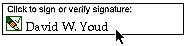 Click to sign or verify signature:
David W. Youd